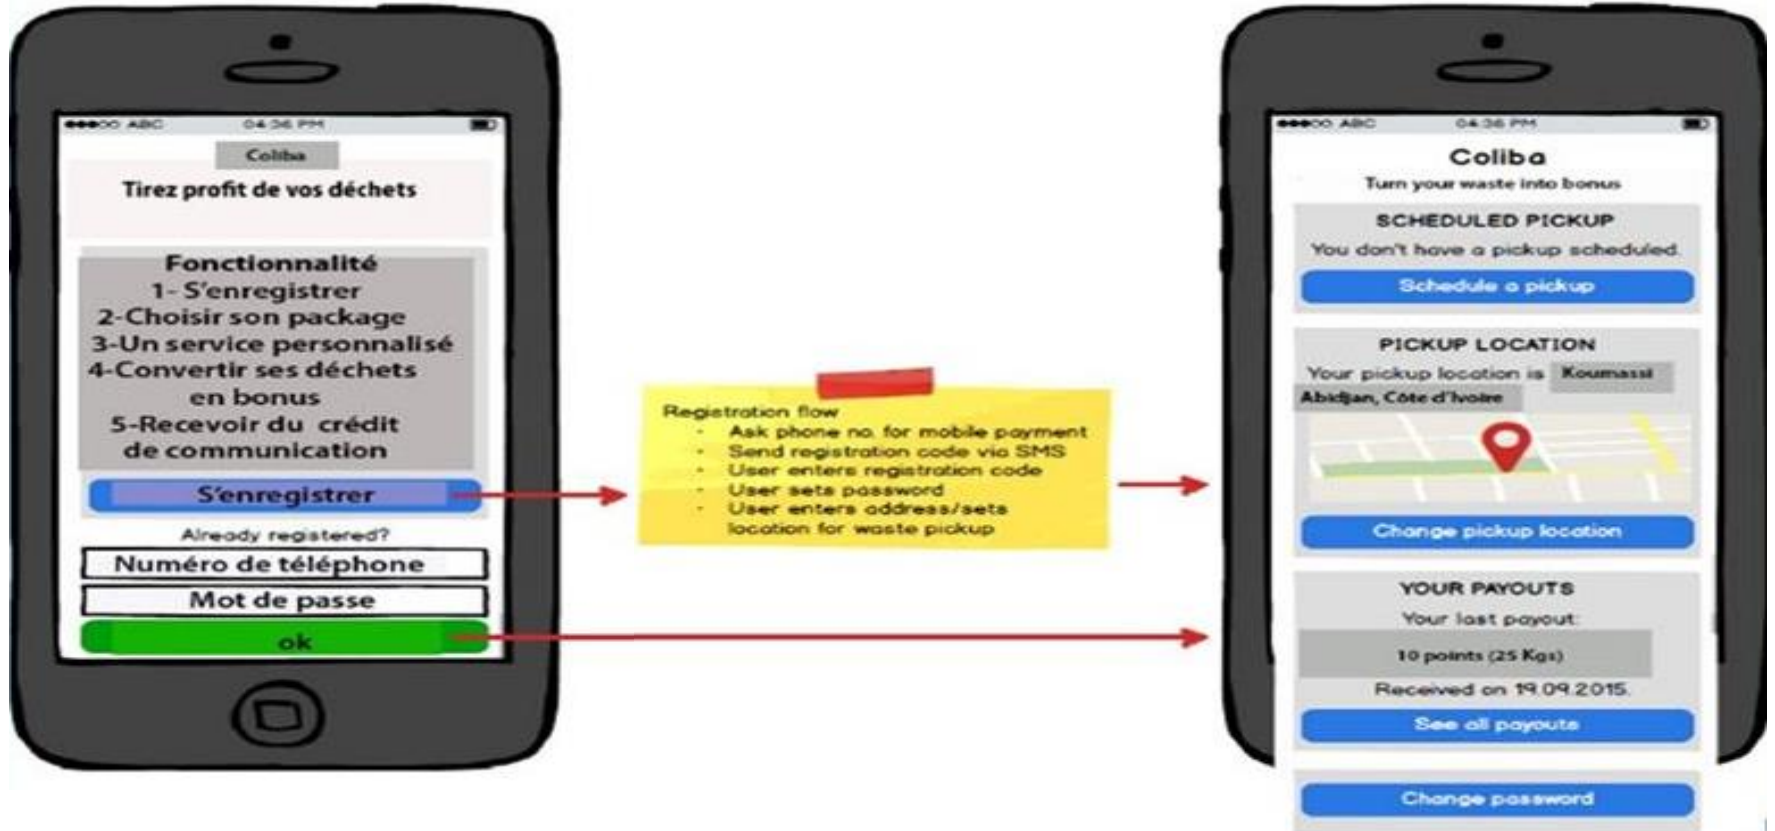 ABC 04:36 PM
Coliba
Tirez profit de vos déchets
Fonctionnalité
1- S'enregistrer
2-Choisir son package
3-Un service personnalisé
4-Convertir ses déchets
en bonus
5-Recevoir du crédit
de communication
S'enregistrer
Already registered?
Numéro de téléphone
Mot de passe
ok
Registration flow
- Ask phone no. for mobile payment
- Send registration code via SMS
- User enters registration code
- User sets password
- User enters address/sets
location for waste pickup
ABC 04:36 PM
Coliba
Turn your waste into bonus
SCHEDULED PICKUP
You don't have a pickup scheduled.
Schedule a pickup
PICKUP LOCATION
Your pickup location is Koumassi
Abidjan, Côte d'Ivoire
Change pickup location
YOUR PAYOUTS
Your last payout:
10 points (25 Kgs)
Received on 19.09.2015.
See all payouts
Change password